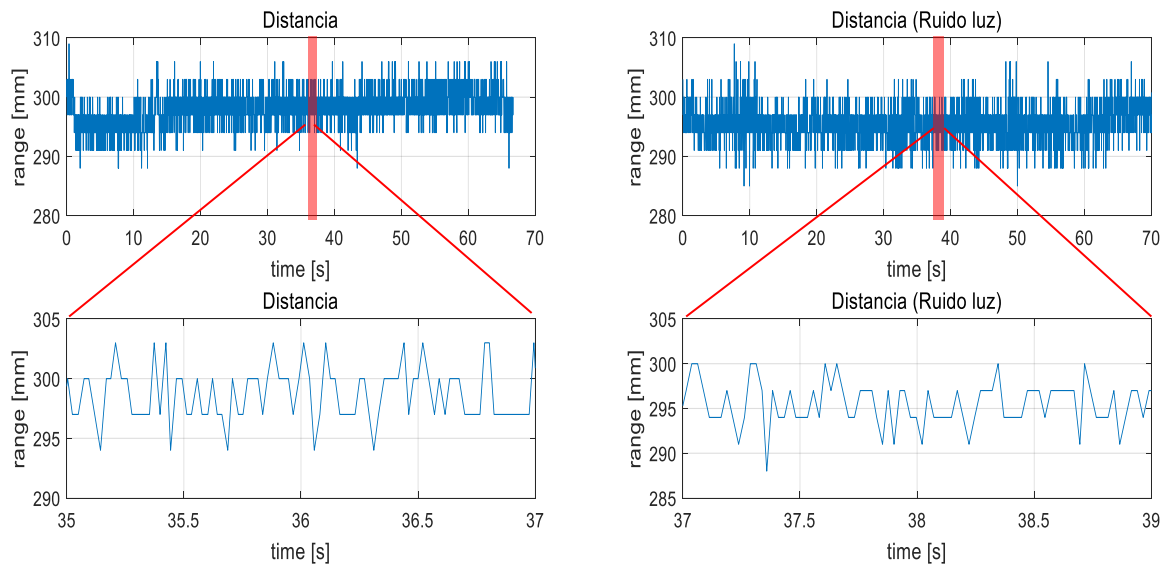 Distancia
310
300
290
280
range [mm]
0 10 20 30 40 50 60 70
time [s]
Distancia (Ruido luz)
310
300
290
280
range [mm]
0 10 20 30 40 50 60 70
time [s]
Distancia
305
300
295
290
range [mm]
35 35.5 36 36.5 37
time [s]
Distancia (Ruido luz)
305
300
295
290
285
range [mm]
37 37.5 38 38.5 39
time [s]